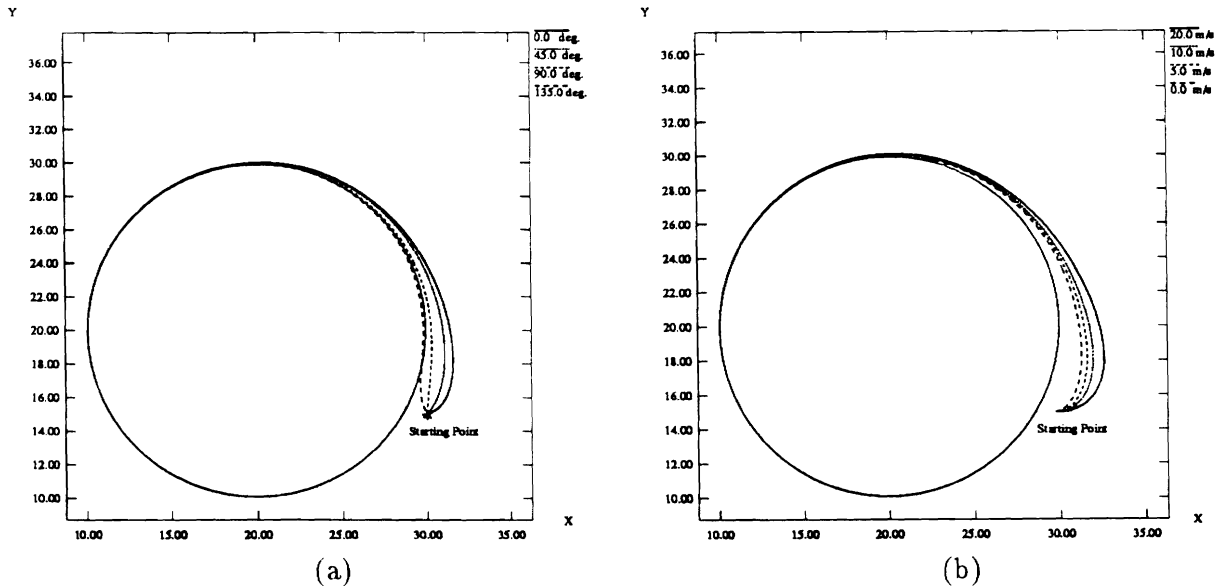 Y
0.0 deg.
45.0 deg.
90.0 deg.
135.0 deg.
36.00
34.00
32.00
30.00
28.00
26.00
24.00
22.00
20.00
18.00
16.00
14.00
12.00
10.00
Starting Point
X
10.00 15.00 20.00 25.00 30.00 35.00
(a)
Y
20.0 m/s
10.0 m/s
5.0 m/s
0.0 m/s
36.00
34.00
32.00
30.00
28.00
26.00
24.00
22.00
20.00
18.00
16.00
14.00
12.00
10.00
Starting Point
X
10.00 15.00 20.00 25.00 30.00 35.00
(b)